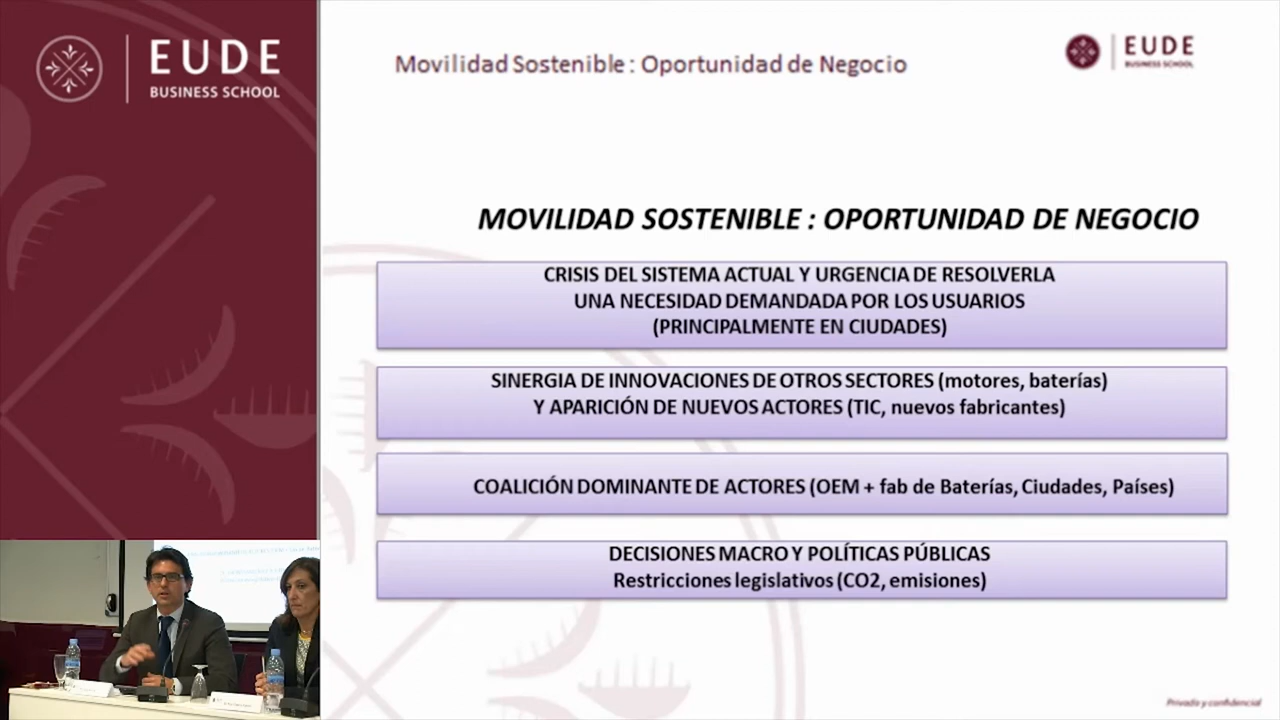 EUDE
BUSINESS SCHOOL
Movilidad Sostenible : Oportunidad de Negocio
EUDE
BUSINESS SCHOOL
MOVILIDAD SOSTENIBLE : OPORTUNIDAD DE NEGOCIO
CRISIS DEL SISTEMA ACTUAL Y URGENCIA DE RESOLVERLA
UNA NECESIDAD DEMANDADA POR LOS USUARIOS
(PRINCIPALMENTE EN CIUDADES)
SINERGIA DE INNOVACIONES DE OTROS SECTORES (motores, baterías)
Y APARICIÓN DE NUEVOS ACTORES (TIC, nuevos fabricantes)
COALICIÓN DOMINANTE DE ACTORES (OEM + fab de Baterías, Ciudades, Países)
DECISIONES MACRO Y POLÍTICAS PÚBLICAS
Restricciones legislativos (CO2, emisiones)
Privado y confidencial